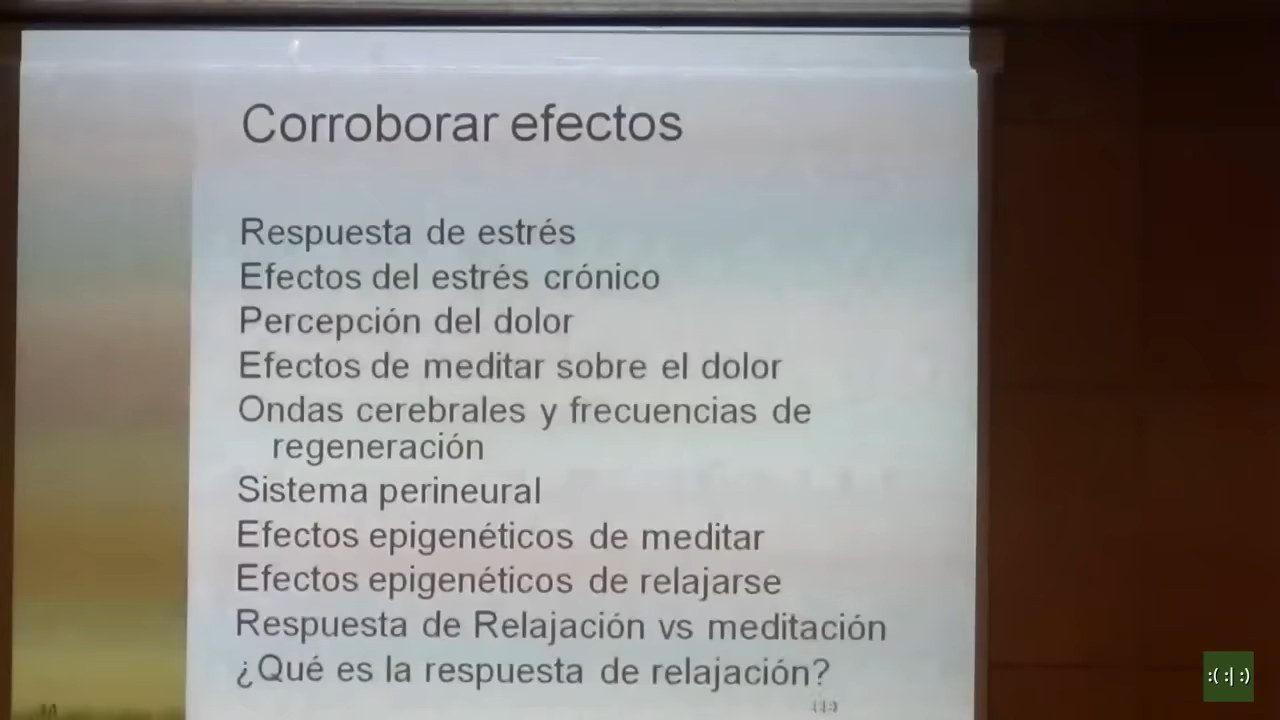 Corroborar efectos
Respuesta de estrés
Efectos del estrés crónico
Percepción del dolor
Efectos de meditar sobre el dolor
Ondas cerebrales y frecuencias de
regeneración
Sistema perineural
Efectos epigenéticos de meditar
Efectos epigenéticos de relajarse
Respuesta de Relajación vs meditación
¿Qué es la respuesta de relajación?
:( :| :)